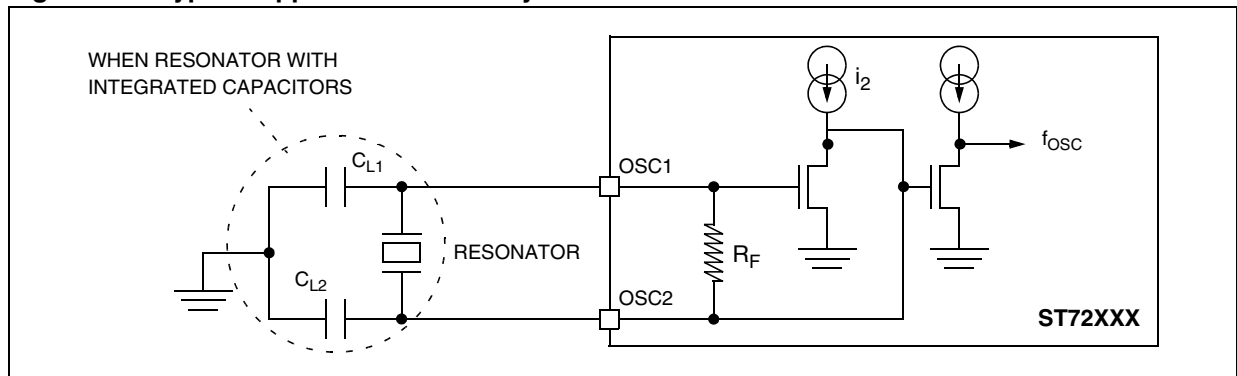 WHEN RESONATOR WITH
INTEGRATED CAPACITORS
i2
fOSC
CL1
OSC1
RESONATOR
RF
CL2
OSC2
ST72XXX